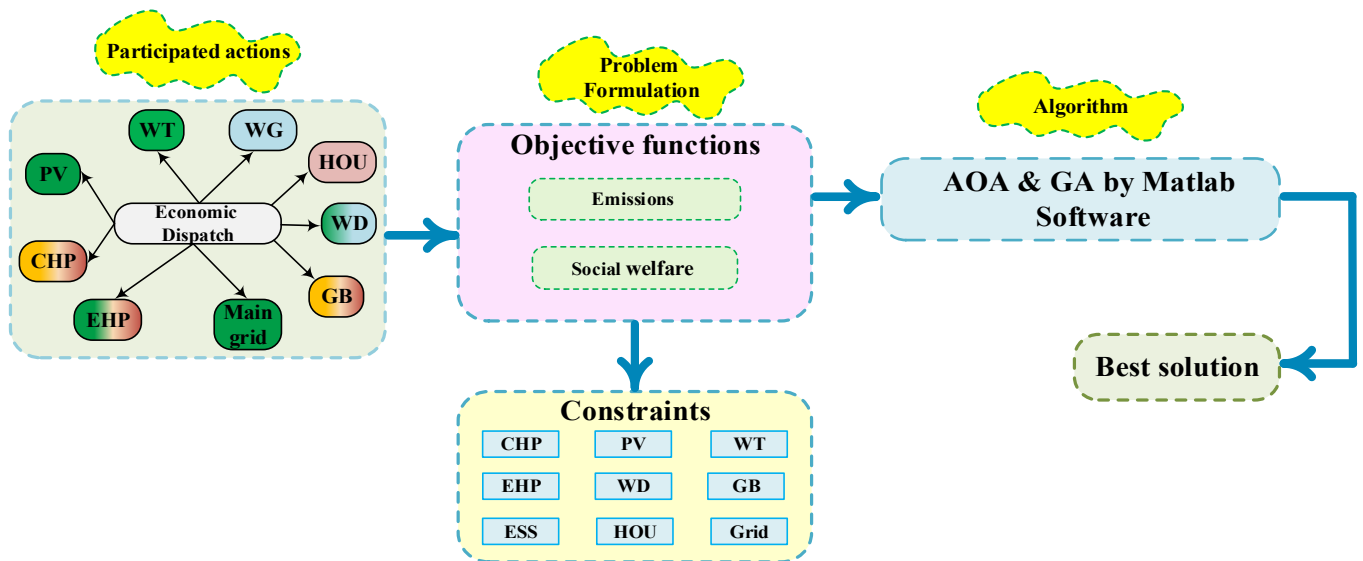 Participated actions
WT
WG
HOU
PV
Economic
Dispatch
WD
CHP
GB
EHP
Main
grid
Problem
Formulation
Objective functions
Emissions
Social welfare
Constraints
CHP PV WT
EHP WD GB
ESS HOU Grid
Algorithm
AOA & GA by Matlab
Software
Best solution